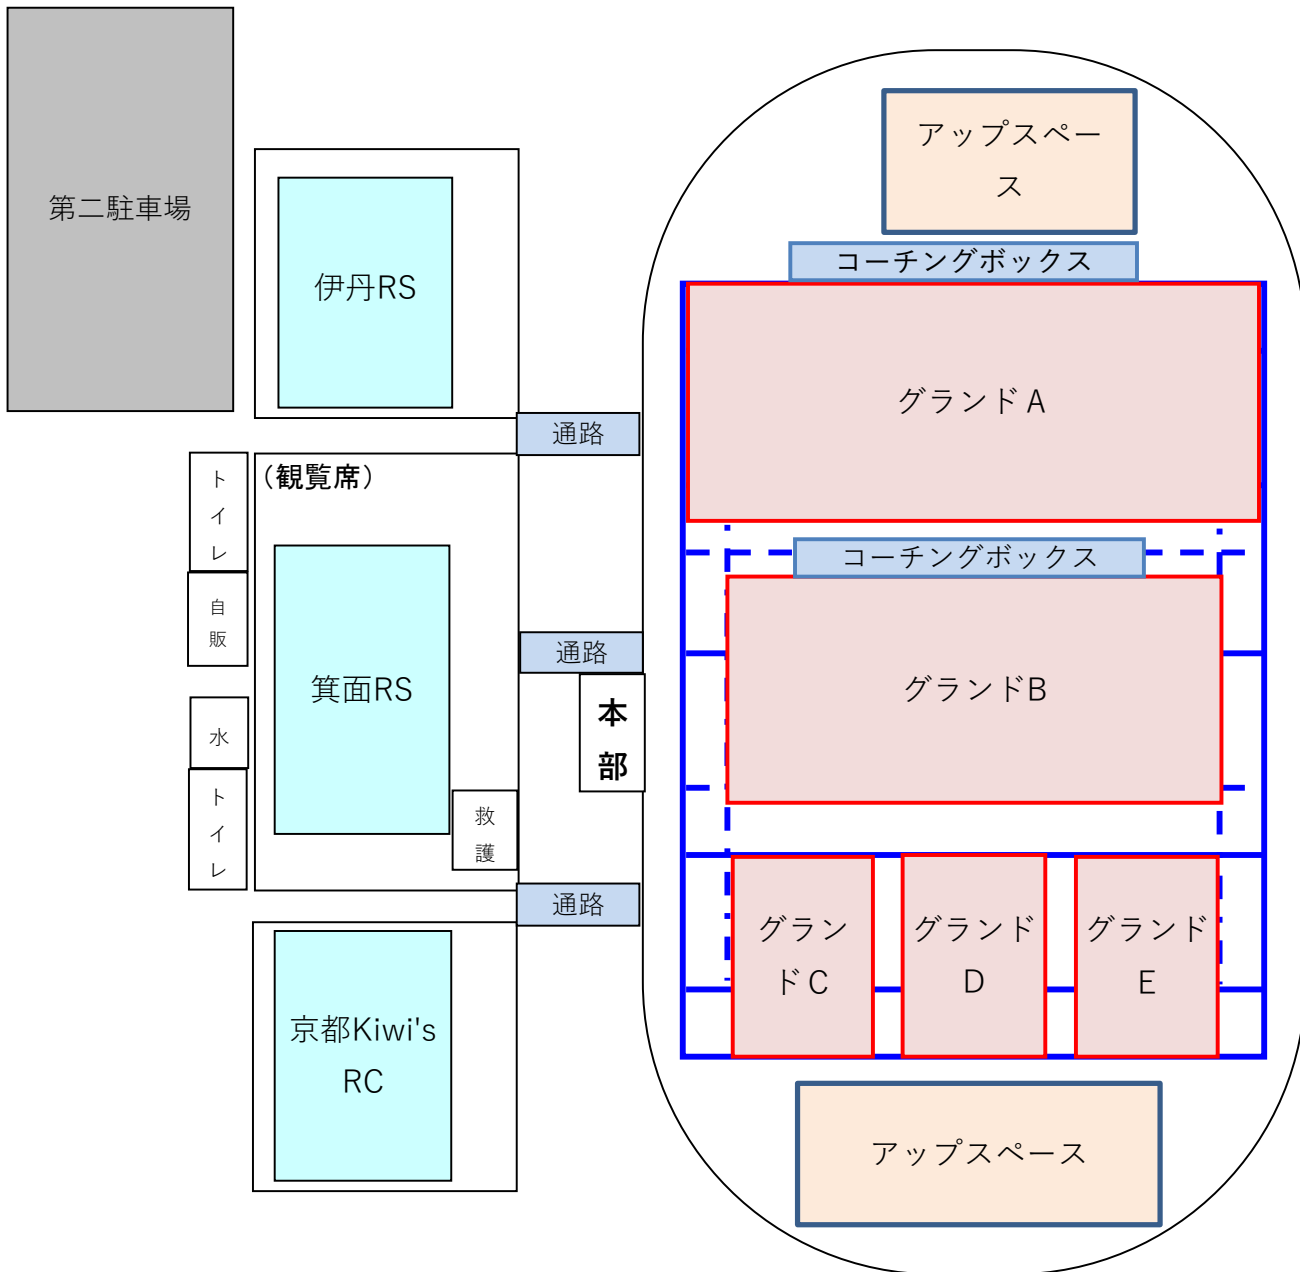 第二駐車場
伊丹RS
通路
(観覧席)
トイレ
自販
箕面RS
水
トイレ
救護
通路
本部
通路
京都Kiwi's
RC
アップスペー
ス
コーチングボックス
グランドA
コーチングボックス
グランドB
グラン
ドC
グランド
D
グランド
E
アップスペース